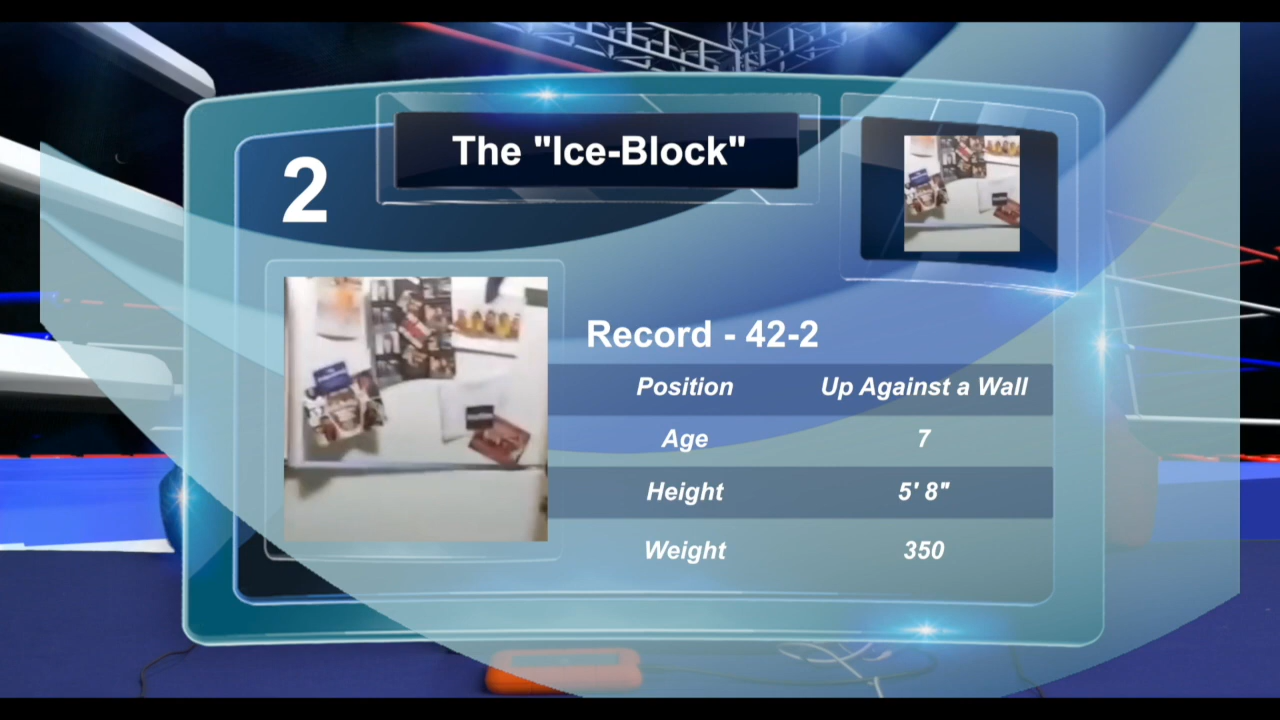 2
The "Ice-Block"
Record - 42-2
Position Up Against a Wall
Age 7
Height 5' 8"
Weight 350